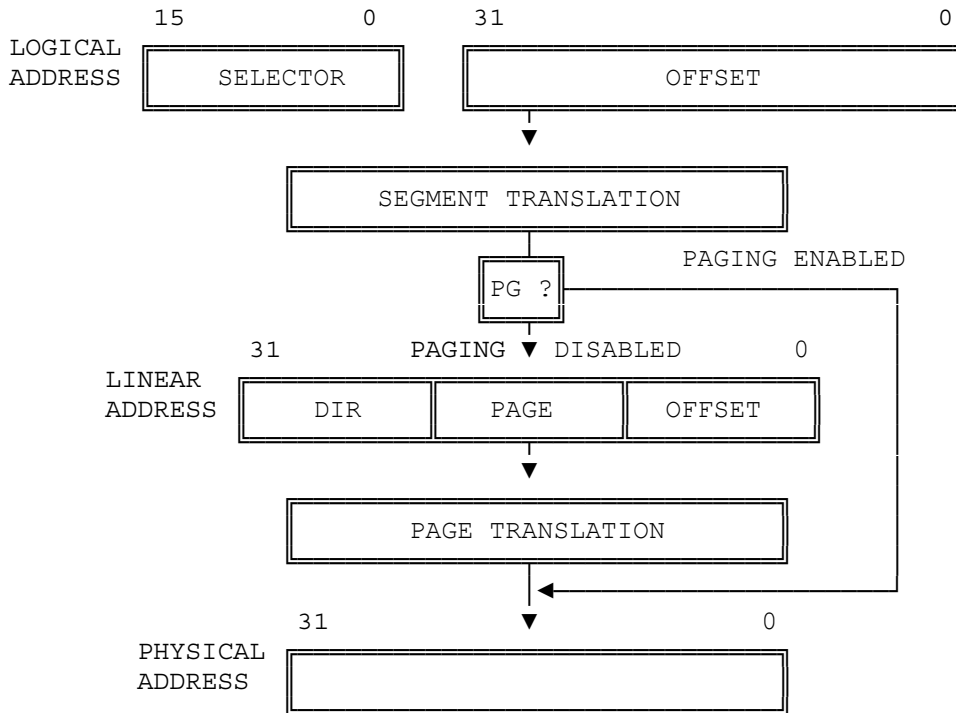 15 0 31 0
LOGICAL
ADDRESS SELECTOR OFFSET
SEGMENT TRANSLATION
PAGING ENABLED
PG ?
31 PAGING DISABLED 0
LINEAR
ADDRESS DIR PAGE OFFSET
PAGE TRANSLATION
31 0
PHYSICAL
ADDRESS